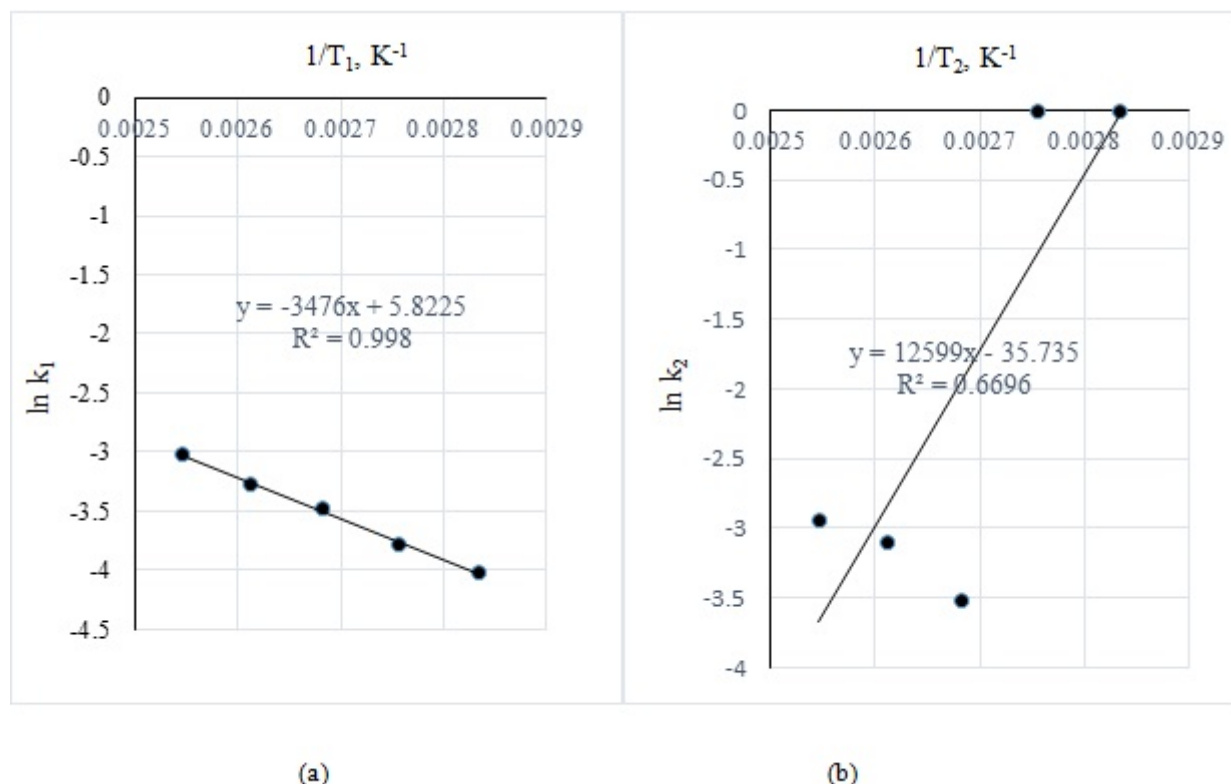 1/T₁, K⁻¹
0
0.0025 0.0026 0.0027 0.0028 0.0029
-0.5
-1
-1.5
y = -3476x + 5.8225
-2
R² = 0.998
-2.5
-3
-3.5
-4
-4.5
ln k₁
(a)
1/T₂, K⁻¹
0
0.0025 0.0026 0.0027 0.0028 0.0029
-0.5
-1
-1.5
y = 12599x - 35.735
-2
R² = 0.6696
-2.5
-3
-3.5
-4
ln k₂
(b)